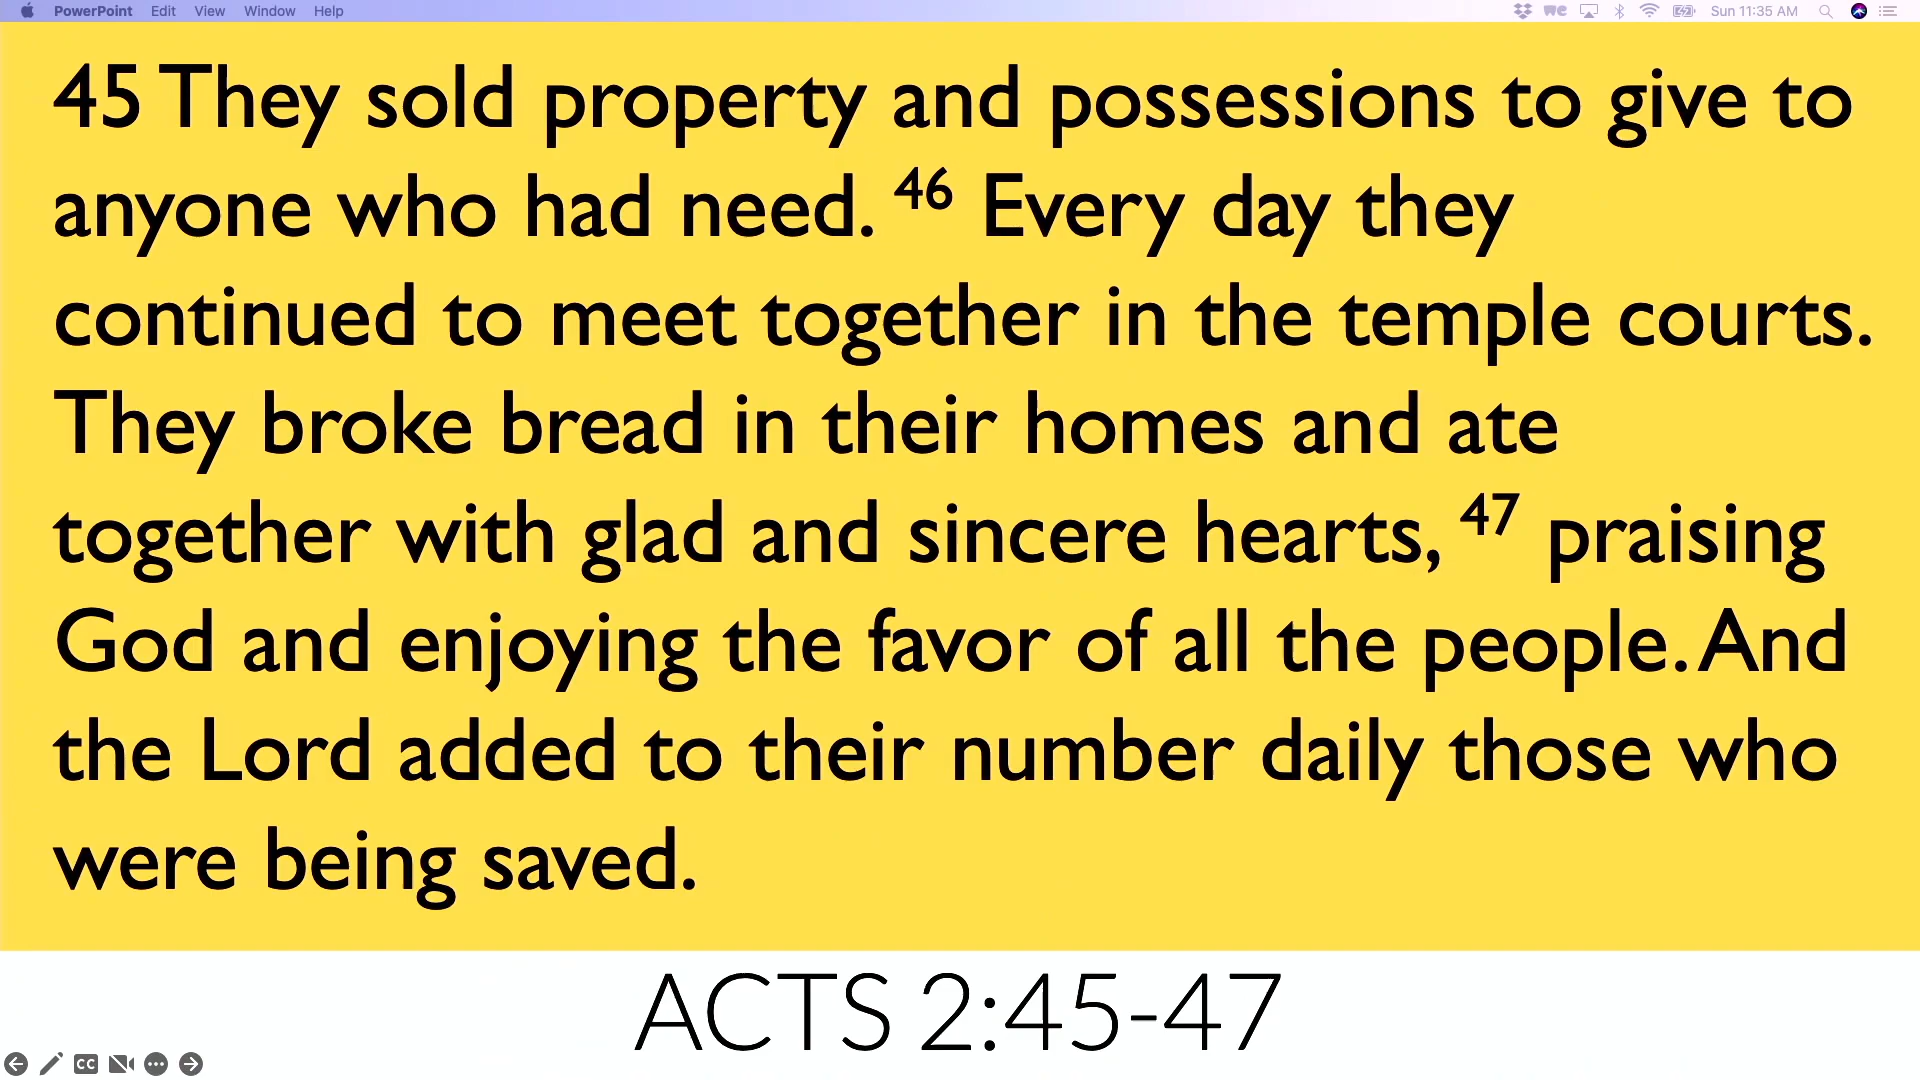 PowerPoint Edit View Window Help Sun 11:35 AM
45 They sold property and possessions to give to
anyone who had need. 46 Every day they
continued to meet together in the temple courts.
They broke bread in their homes and ate
together with glad and sincere hearts, 47 praising
God and enjoying the favor of all the people. And
the Lord added to their number daily those who
were being saved.
ACTS 2:45-47
CC